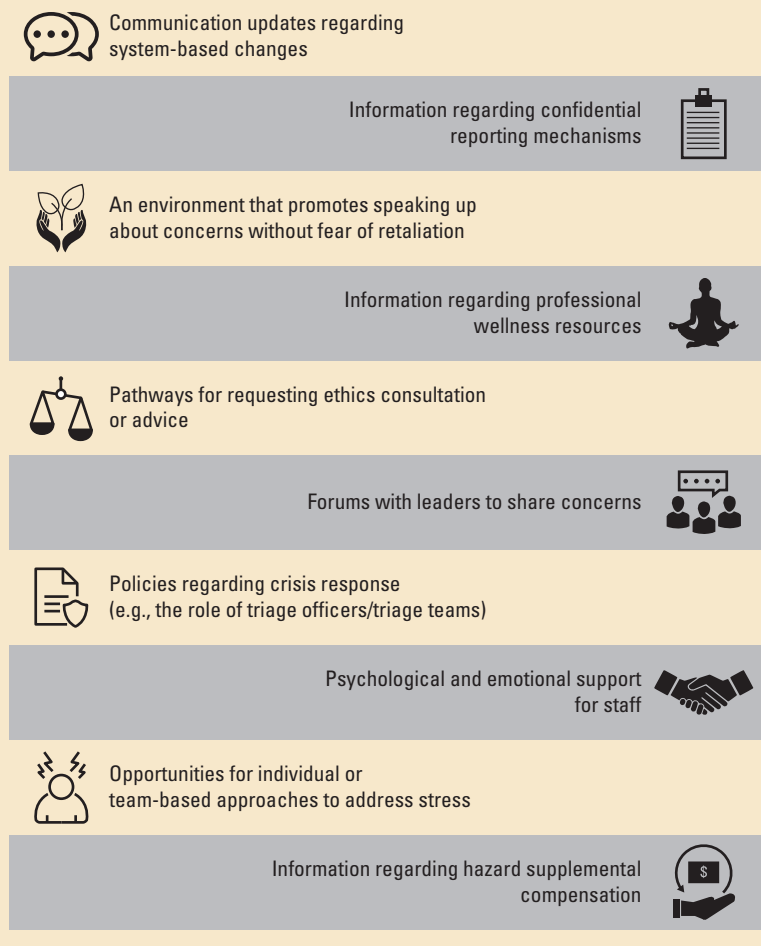 Communication updates regarding
system-based changes
Information regarding confidential
reporting mechanisms
An environment that promotes speaking up
about concerns without fear of retaliation
Information regarding professional
wellness resources
Pathways for requesting ethics consultation
or advice
Forums with leaders to share concerns
Policies regarding crisis response
(e.g., the role of triage officers/triage teams)
Psychological and emotional support
for staff
Opportunities for individual or
team-based approaches to address stress
Information regarding hazard supplemental
compensation
$